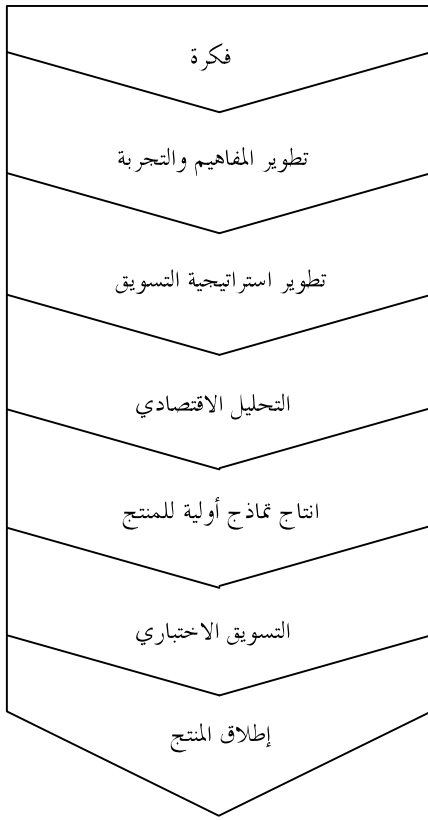 فكرة
تطوير المفاهيم والتجربة
تطوير استراتيجية التسويق
التحليل الاقتصادي
انتاج نماذج أولية للمنتج
التسويق الاختباري
إطلاق المنتج